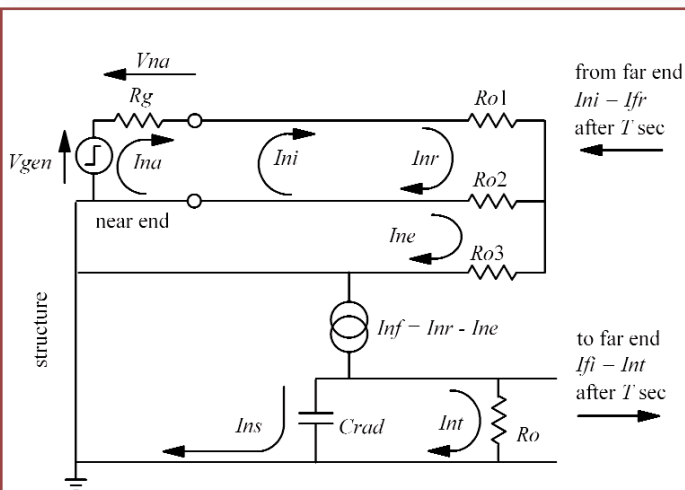 Vna
Rg
Vgen
Ina
Ini
Inr
Ro1
from far end
Ini – Ifr
after T sec
near end
Ro2
Ine
Ro3
structure
Inf = Inr - Ine
to far end
Ifi – Int
after T sec
Ins
Crad
Int
Ro